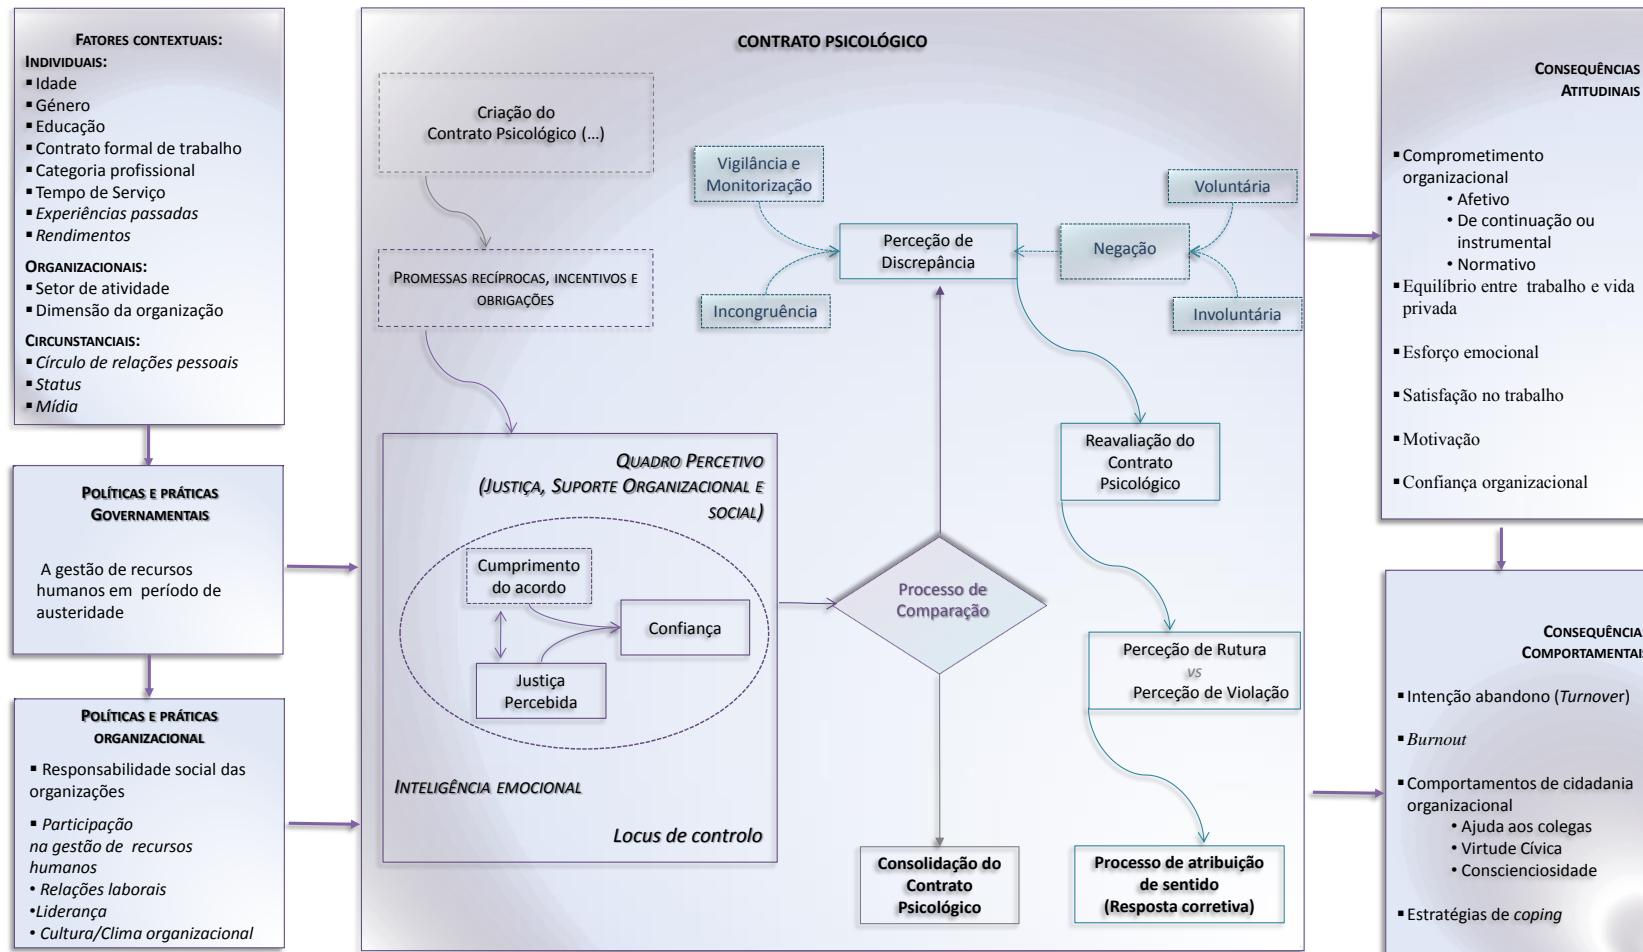 FATORES CONTEXTUAIS:
INDIVIDUAIS:
▪ Idade
▪ Género
▪ Educação
▪ Contrato formal de trabalho
▪ Categoria profissional
▪ Tempo de Serviço
▪ Experiências passadas
▪ Rendimentos
ORGANIZACIONAIS:
▪ Setor de atividade
▪ Dimensão da organização
CIRCUNSTANCIAIS:
▪ Círculo de relações pessoais
▪ Status
▪ Mídia
POLÍTICAS E PRÁTICAS
GOVERNAMENTAIS
A gestão de recursos
humanos em período de
austeridade
POLÍTICAS E PRÁTICAS
ORGANIZACIONAL
▪ Responsabilidade social das
organizações
▪ Participação
na gestão de recursos
humanos
• Relações laborais
•Liderança
• Cultura/Clima organizacional
CONTRATO PSICOLÓGICO
Criação do
Contrato Psicológico (...)
PROMESSAS RECÍPROCAS, INCENTIVOS E
OBRIGAÇÕES
Vigilância e
Monitorização
Incongruência
Perceção de
Discrepância
Negação
Voluntária
Involuntária
QUADRO PERCETIVO
(JUSTIÇA, SUPORTE ORGANIZACIONAL E
SOCIAL)
Cumprimento
do acordo
Confiança
Justiça
Percebida
INTELIGÊNCIA EMOCIONAL
Locus de controlo
Processo de
Comparação
Consolidação do
Contrato
Psicológico
Reavaliação do
Contrato
Psicológico
Perceção de Rutura
vs
Perceção de Violação
Processo de atribuição
de sentido
(Resposta corretiva)
CONSEQUÊNCIAS
ATITUDINAIS
▪ Comprometimento
organizacional
• Afetivo
• De continuação ou
instrumental
• Normativo
▪ Equilíbrio entre trabalho e vida
privada
▪ Esforço emocional
▪ Satisfação no trabalho
▪ Motivação
▪ Confiança organizacional
CONSEQUÊNCIAS
COMPORTAMENTAIS
▪ Intenção abandono (Turnover)
▪ Burnout
▪ Comportamentos de cidadania
organizacional
• Ajuda aos colegas
• Virtude Cívica
• Conscienciosidade
▪ Estratégias de coping